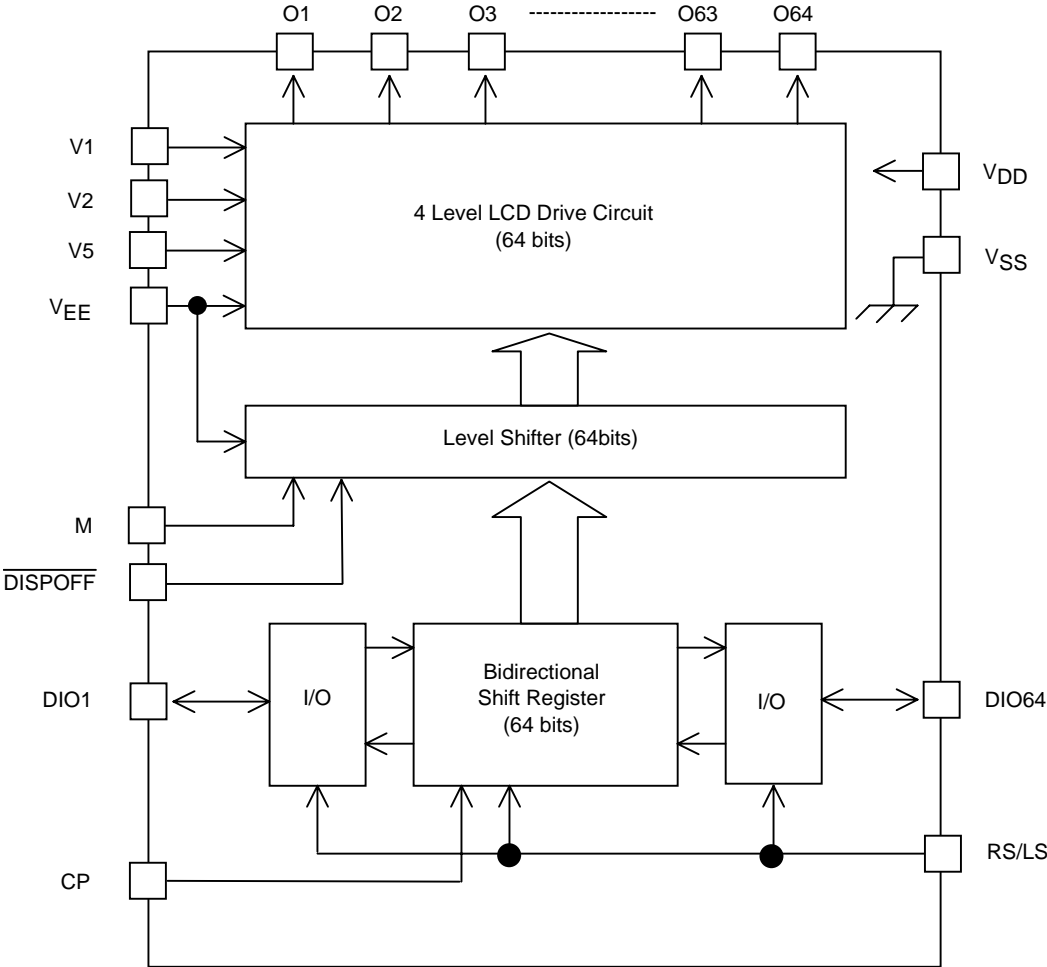 O1 O2 O3 O63 O64
V1
V2
V5
VEE
VDD
VSS
4 Level LCD Drive Circuit
(64 bits)
Level Shifter (64bits)
M
DISPOFF
DIO1
I/O
Bidirectional
Shift Register
(64 bits)
I/O
DIO64
RS/LS
CP